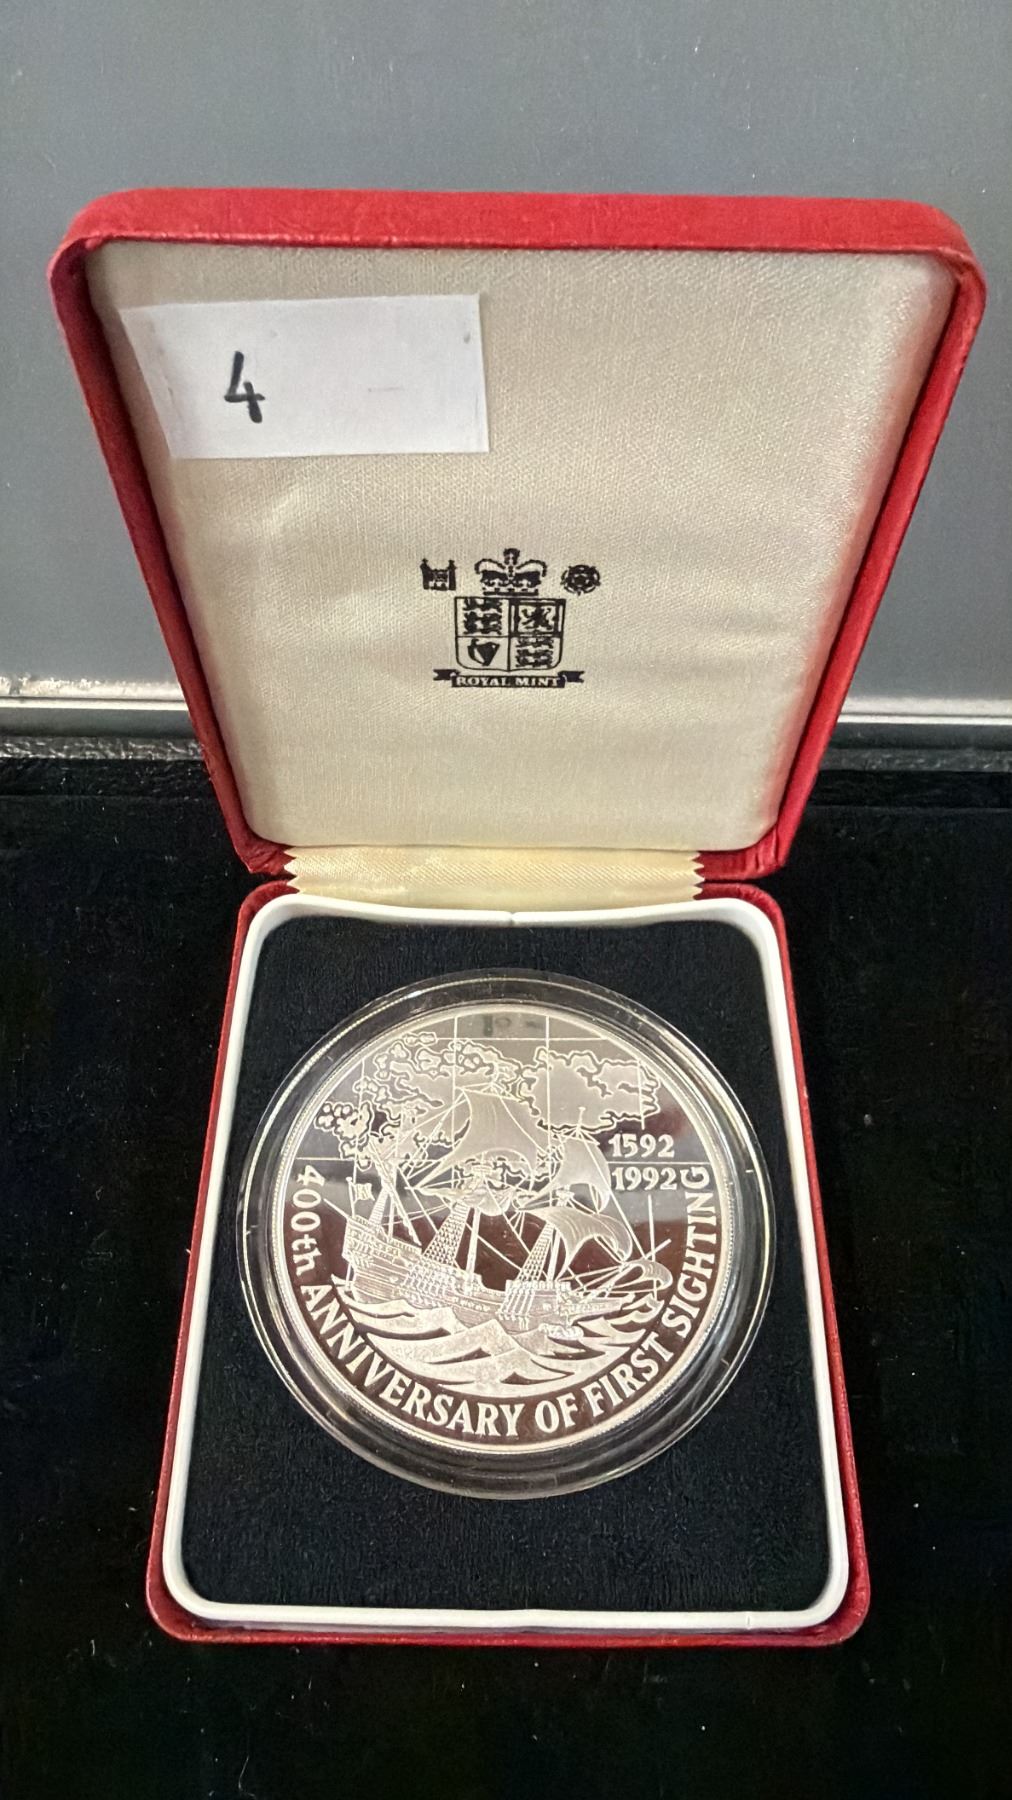 4
ROYAL MINT
1592
1992
400th ANNIVERSARY OF FIRST SIGHTING